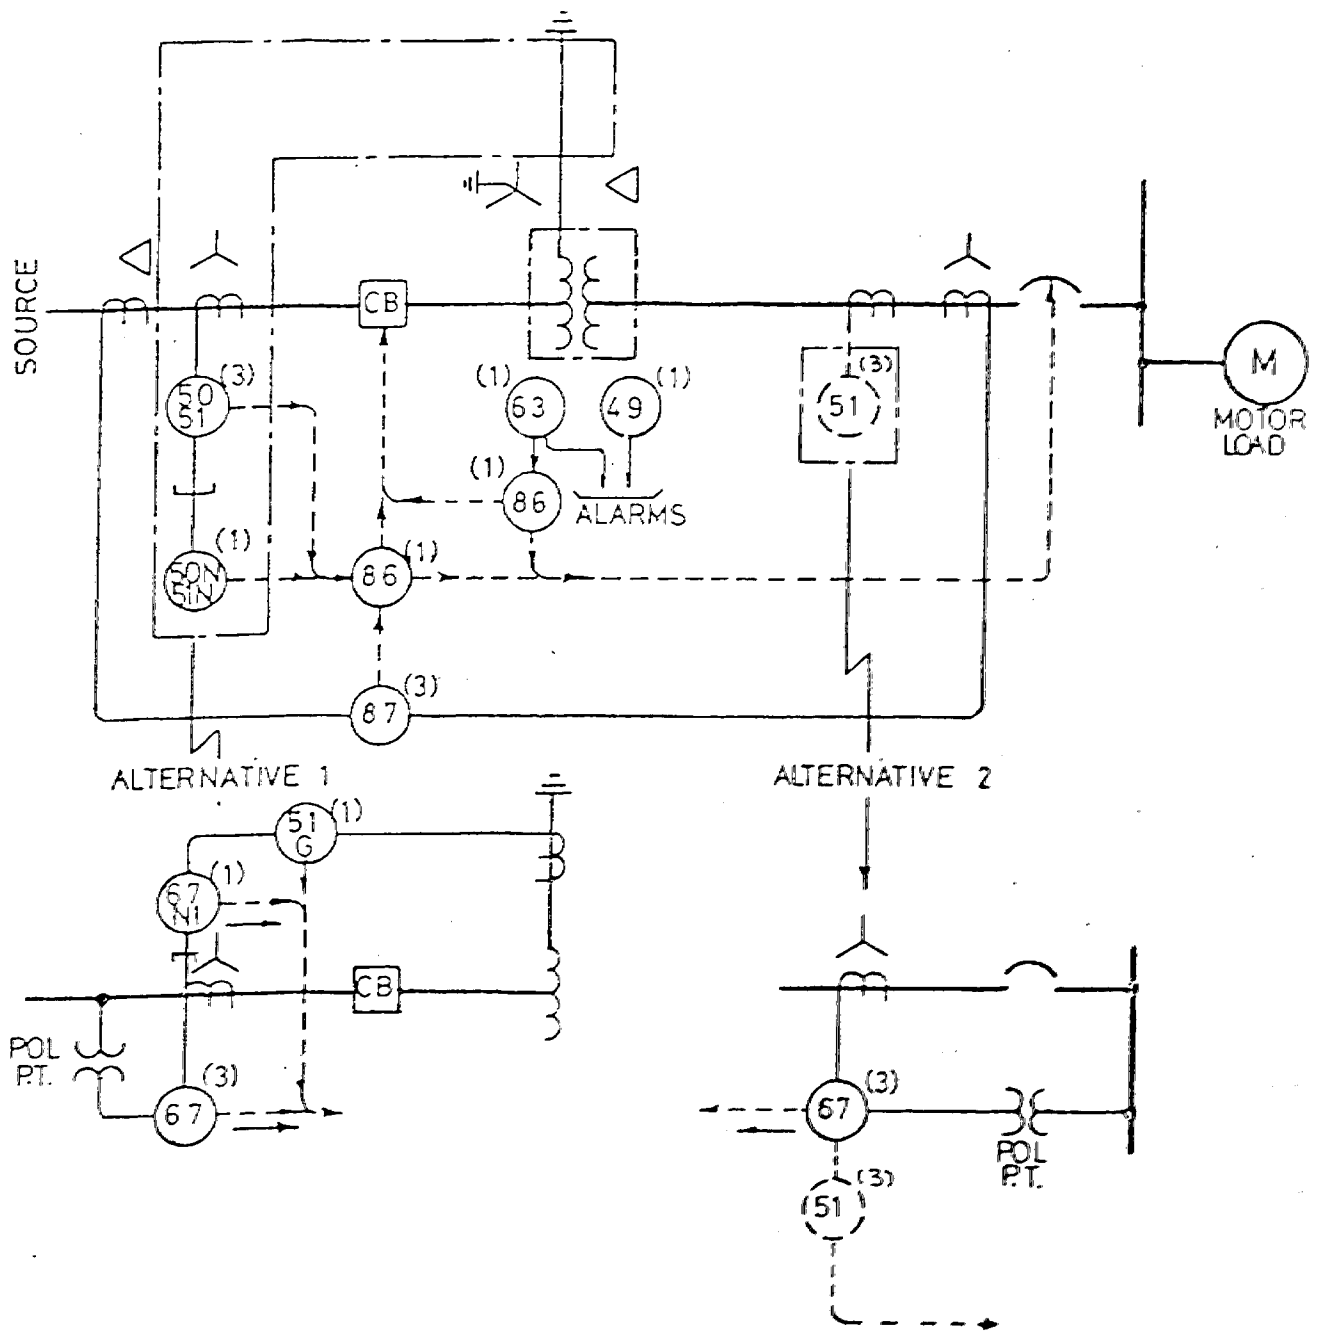 SOURCE
CB
50
51
(3)
(1)
63
49
(1)
(3)
51
M
MOTOR
LOAD
(1)
86
ALARMS
50N
51N
(1)
86
(1)
87
(3)
ALTERNATIVE 1
ALTERNATIVE 2
51
G
(1)
67
N1
(1)
CB
POL
P.T.
67
(3)
67
(3)
POL
P.T.
51
(3)